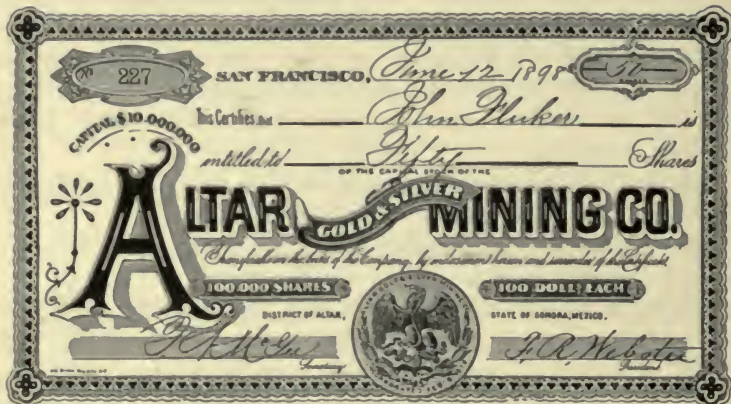 No 227 SAN FRANCISCO, June 12 1898 50
This Certifies that John Fluker is
CAPITAL $10.000.000
entitled to Fifty Shares
OF THE CAPITAL STOCK OF THE
ALTAR GOLD & SILVER MINING CO.
Transferable on the books of the Company, by endorsement hereon and surrender of this Certificate.
100.000 SHARES 100 DOLLS EACH
DISTRICT OF ALTAR, STATE OF SONORA, MEXICO.
F. R. Webster
Secretary President